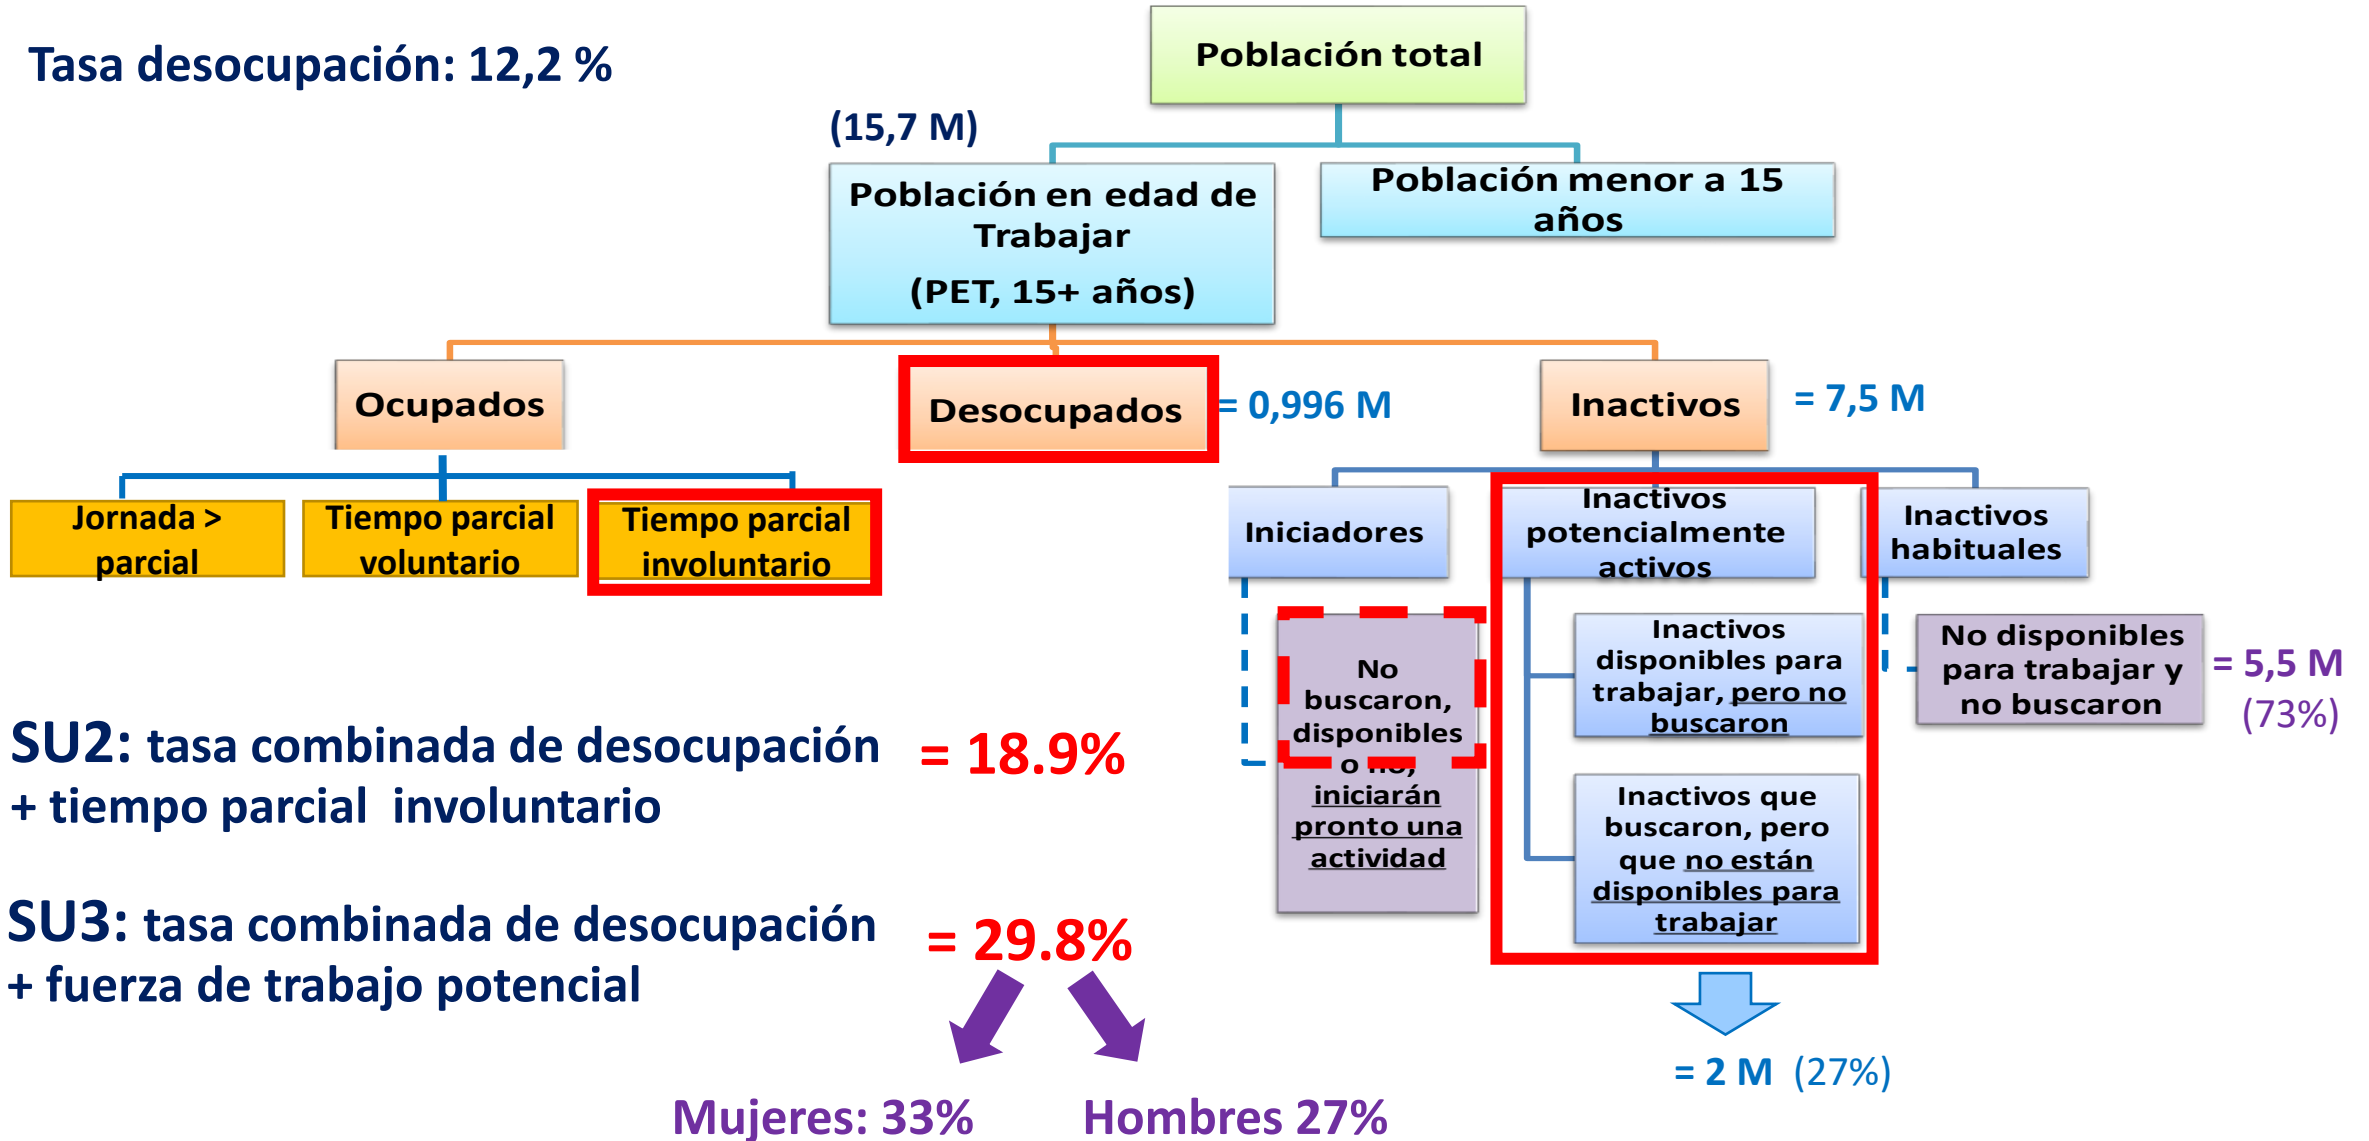 Tasa desocupación: 12,2 %
Población total
(15,7 M)
Población en edad de
Trabajar
(PET, 15+ años)
Población menor a 15
años
Ocupados
Desocupados
= 0,996 M
Inactivos
= 7,5 M
Jornada >
parcial
Tiempo parcial
voluntario
Tiempo parcial
involuntario
Iniciadores
Inactivos
potencialmente
activos
Inactivos
habituales
No
buscaron,
disponibles
o no,
iniciarán
pronto una
actividad
Inactivos
disponibles para
trabajar, pero no
buscaron
Inactivos que
buscaron, pero
que no están
disponibles para
trabajar
No disponibles
para trabajar y
no buscaron
= 5,5 M
(73%)
SU2: tasa combinada de desocupación
+ tiempo parcial involuntario
= 18.9%
SU3: tasa combinada de desocupación
+ fuerza de trabajo potencial
= 29.8%
= 2 M (27%)
Mujeres: 33%
Hombres 27%